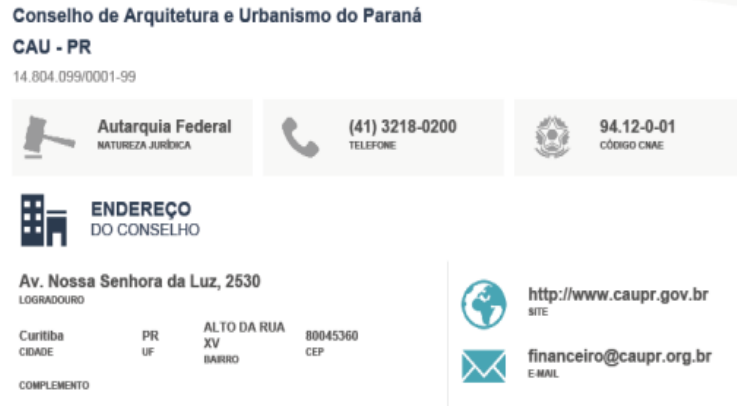 Conselho de Arquitetura e Urbanismo do Paraná
CAU - PR
14.804.099/0001-99
Autarquia Federal
NATUREZA JURÍDICA
(41) 3218-0200
TELEFONE
94.12-0-01
CÓDIGO CNAE
ENDEREÇO
DO CONSELHO
Av. Nossa Senhora da Luz, 2530
LOGRADOURO
Curitiba
CIDADE
PR
UF
ALTO DA RUA
XV
BAIRRO
80045360
CEP
COMPLEMENTO
http://www.caupr.gov.br
SITE
financeiro@caupr.org.br
E-MAIL